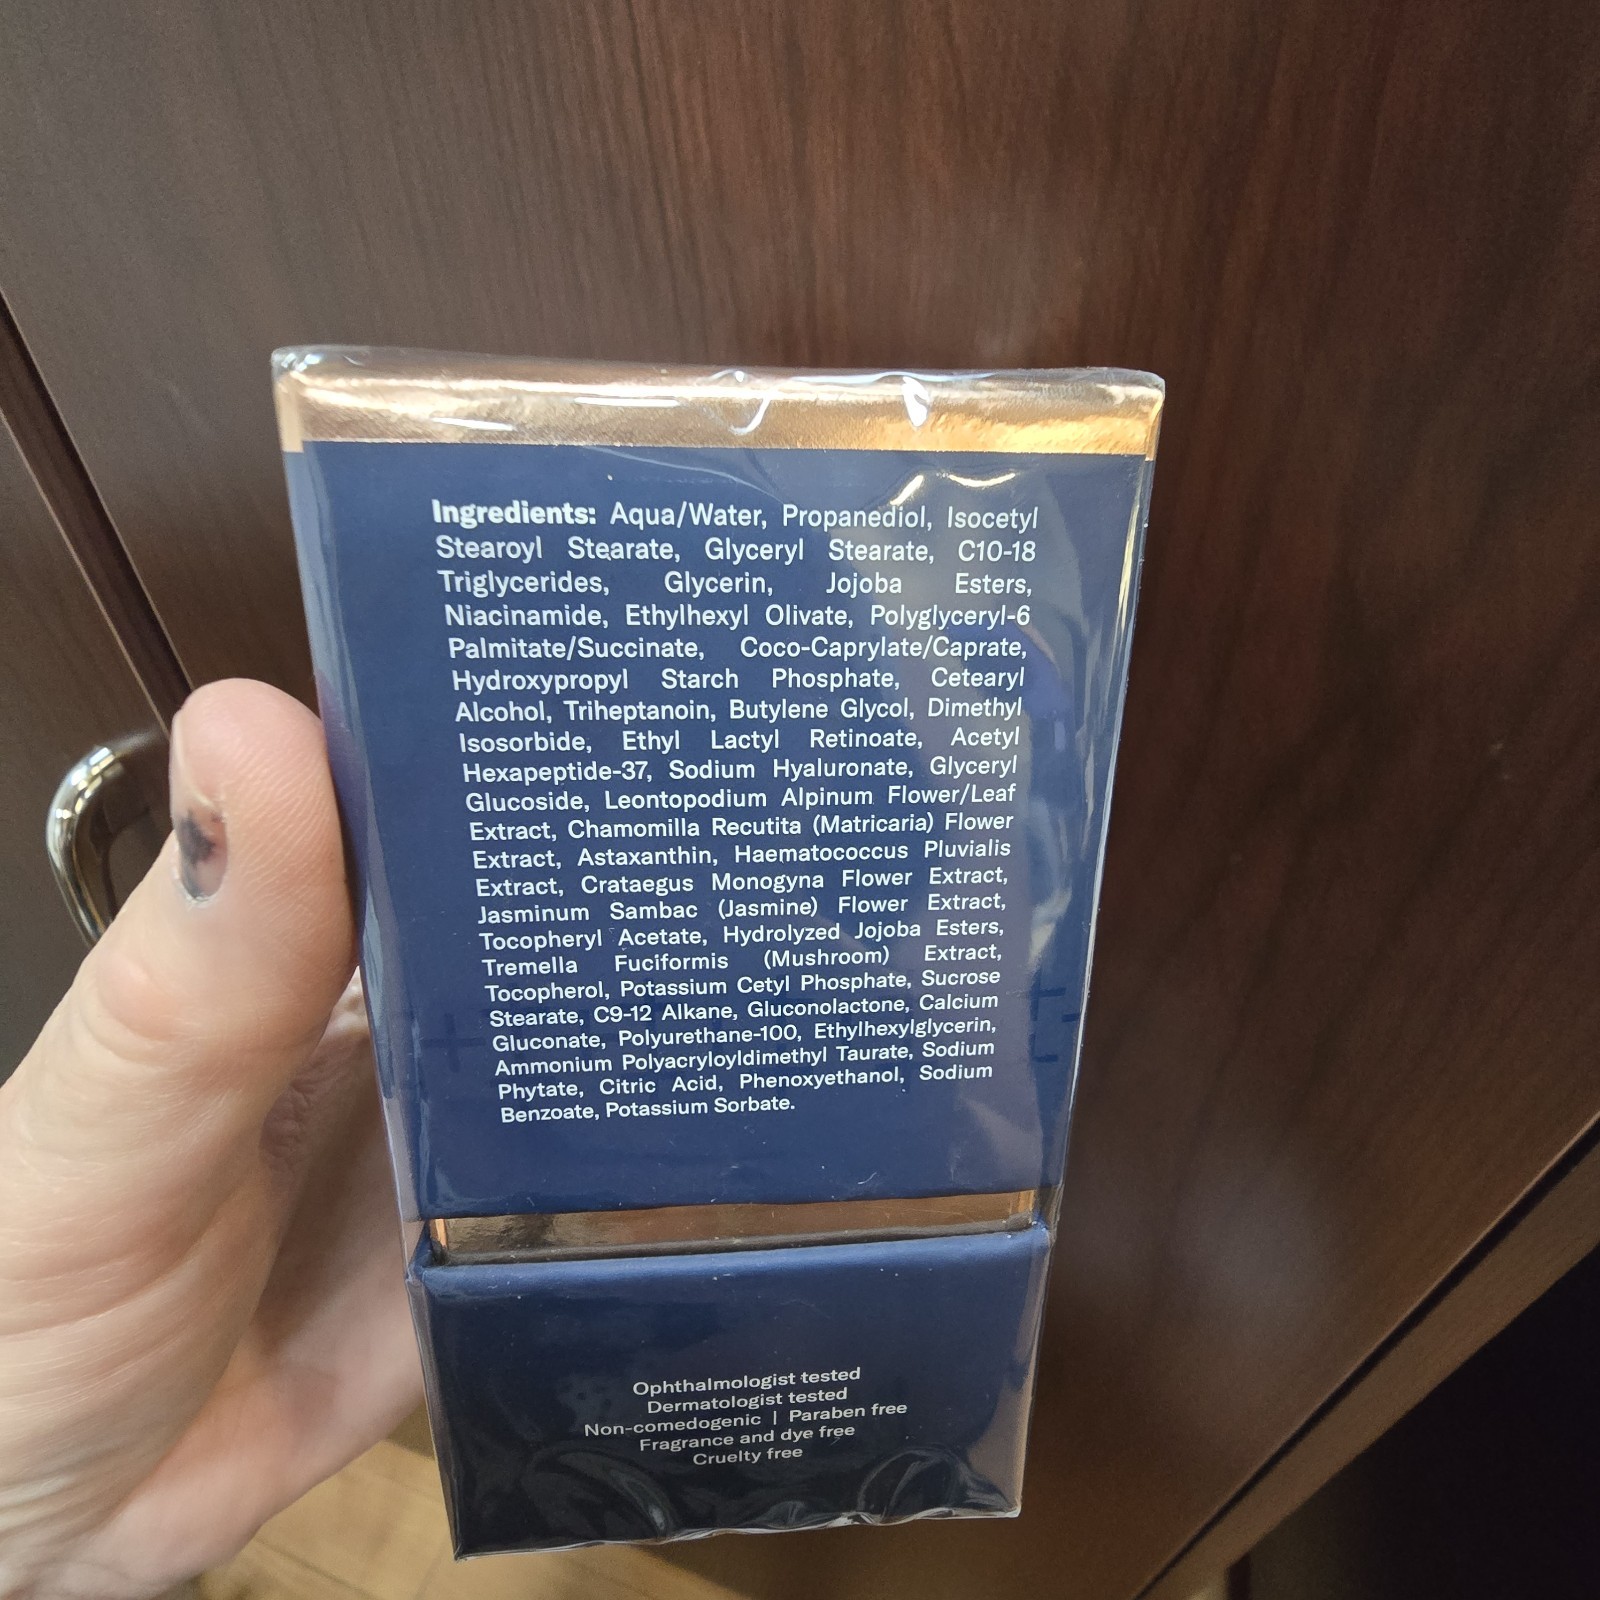 Ingredients: Aqua/Water, Propanediol, Isocetyl
Stearoyl Stearate, Glyceryl Stearate, C10-18
Triglycerides, Glycerin, Jojoba Esters,
Niacinamide, Ethylhexyl Olivate, Polyglyceryl-6
Palmitate/Succinate, Coco-Caprylate/Caprate,
Hydroxypropyl Starch Phosphate, Cetearyl
Alcohol, Triheptanoin, Butylene Glycol, Dimethyl
Isosorbide, Ethyl Lactyl Retinoate, Acetyl
Hexapeptide-37, Sodium Hyaluronate, Glyceryl
Glucoside, Leontopodium Alpinum Flower/Leaf
Extract, Chamomilla Recutita (Matricaria) Flower
Extract, Astaxanthin, Haematococcus Pluvialis
Extract, Crataegus Monogyna Flower Extract,
Jasminum Sambac (Jasmine) Flower Extract,
Tocopheryl Acetate, Hydrolyzed Jojoba Esters,
Tremella Fuciformis (Mushroom) Extract,
Tocopherol, Potassium Cetyl Phosphate, Sucrose
Stearate, C9-12 Alkane, Gluconolactone, Calcium
Gluconate, Polyurethane-100, Ethylhexylglycerin,
Ammonium Polyacryloyldimethyl Taurate, Sodium
Phytate, Citric Acid, Phenoxyethanol, Sodium
Benzoate, Potassium Sorbate.
Ophthalmologist tested
Dermatologist tested
Non-comedogenic | Paraben free
Fragrance and dye free
Cruelty free